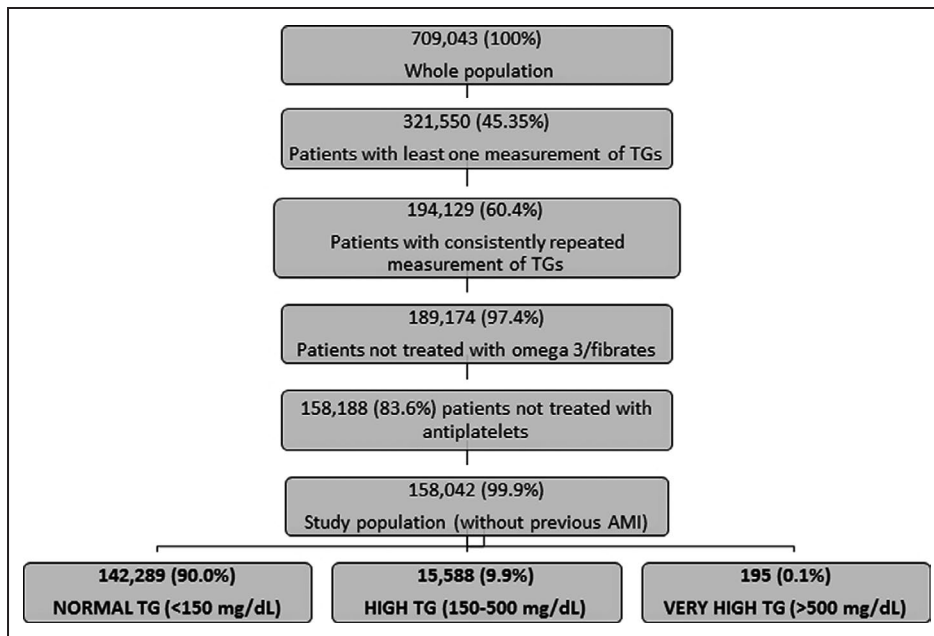 709,043 (100%)
Whole population
321,550 (45.35%)
Patients with least one measurement of TGs
194,129 (60.4%)
Patients with consistently repeated
measurement of TGs
189,174 (97.4%)
Patients not treated with omega 3/fibrates
158,188 (83.6%) patients not treated with
antiplatelets
158,042 (99.9%)
Study population (without previous AMI)
142,289 (90.0%)
NORMAL TG (<150 mg/dL)
15,588 (9.9%)
HIGH TG (150-500 mg/dL)
195 (0.1%)
VERY HIGH TG (>500 mg/dL)